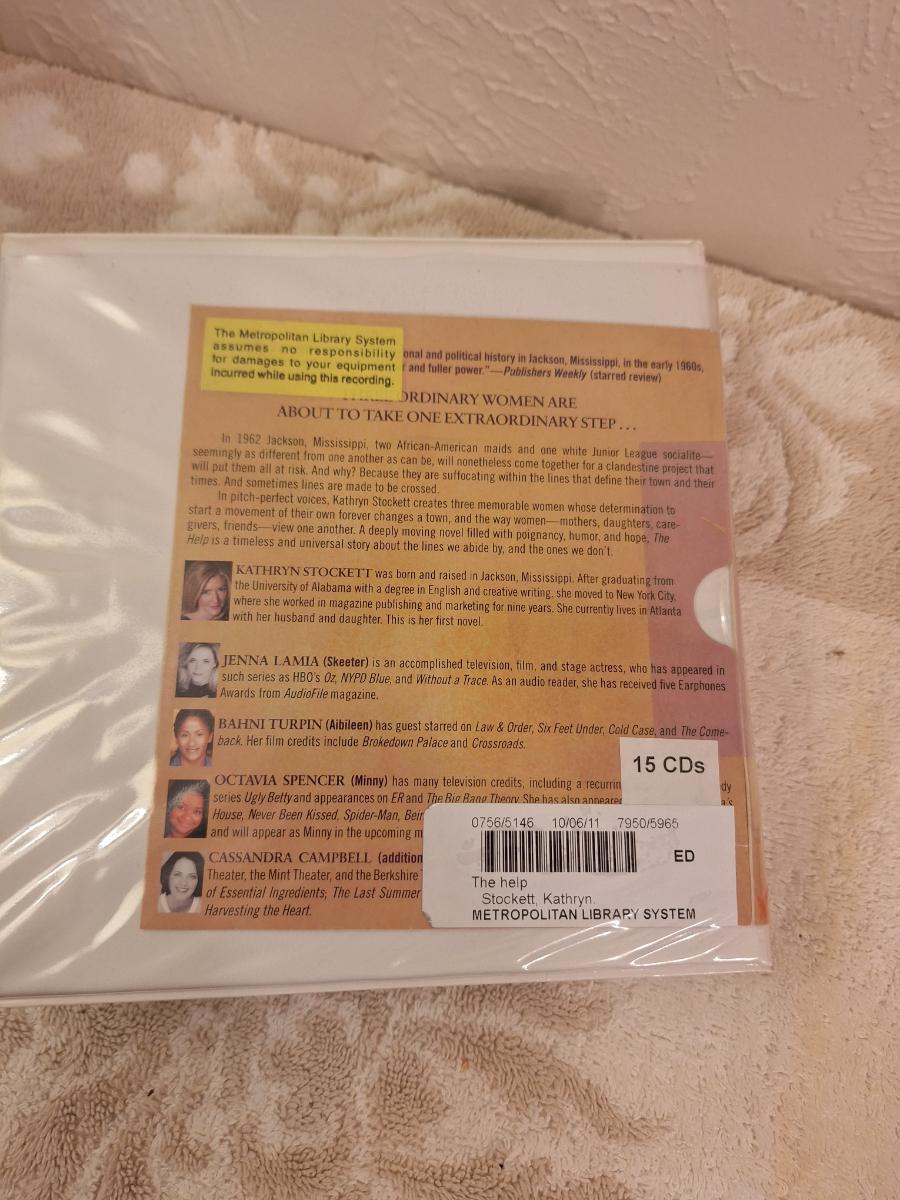 The Metropolitan Library System
assumes no responsibility
for damages to your equipment
incurred while using this recording.
onal and political history in Jackson, Mississippi, in the early 1960s,
r and fuller power."—Publishers Weekly (starred review)
ORDINARY WOMEN ARE
ABOUT TO TAKE ONE EXTRAORDINARY STEP...
In 1962 Jackson, Mississippi, two African-American maids and one white Junior League socialite—
seemingly as different from one another as can be, will nonetheless come together for a clandestine project that
will put them all at risk. And why? Because they are suffocating within the lines that define their town and their
times. And sometimes lines are made to be crossed.
In pitch-perfect voices, Kathryn Stockett creates three memorable women whose determination to
start a movement of their own forever changes a town, and the way women—mothers, daughters, care-
givers, friends—view one another. A deeply moving novel filled with poignancy, humor, and hope, The
Help is a timeless and universal story about the lines we abide by, and the ones we don't.
KATHRYN STOCKETT was born and raised in Jackson, Mississippi. After graduating from
the University of Alabama with a degree in English and creative writing, she moved to New York City,
where she worked in magazine publishing and marketing for nine years. She currently lives in Atlanta
with her husband and daughter. This is her first novel.
JENNA LAMIA (Skeeter) is an accomplished television, film, and stage actress, who has appeared in
such series as HBO's Oz, NYPD Blue, and Without a Trace. As an audio reader, she has received five Earphones
Awards from AudioFile magazine.
BAHNI TURPIN (Aibileen) has guest starred on Law & Order, Six Feet Under, Cold Case, and The Come-
back. Her film credits include Brokedown Palace and Crossroads.
15 CDs
OCTAVIA SPENCER (Minny) has many television credits, including a recurrin dy
series Ugly Betty and appearances on ER and The Big Bang Theory. She has also appeared a's
House, Never Been Kissed, Spider-Man, Bein
and will appear as Minny in the upcoming m
CASSANDRA CAMPBELL (addition
Theater, the Mint Theater, and the Berkshire
of Essential Ingredients, The Last Summer
Harvesting the Heart.
0756/5146 10/06/11 7950/5965
ED
The help
Stockett, Kathryn.
METROPOLITAN LIBRARY SYSTEM